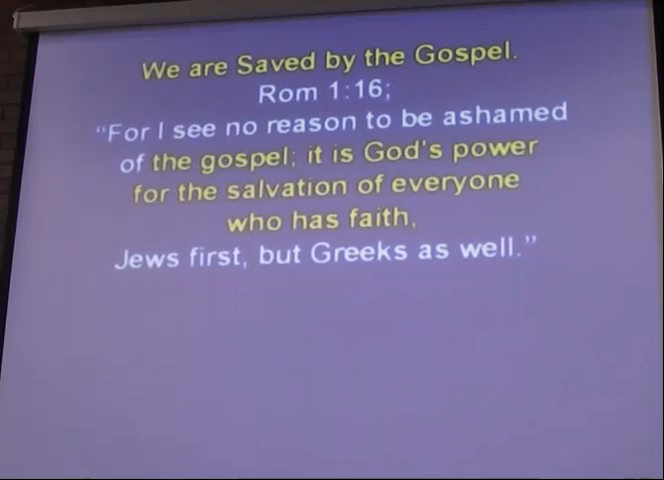 We are Saved by the Gospel.
Rom 1:16;
“For I see no reason to be ashamed
of the gospel; it is God's power
for the salvation of everyone
who has faith,
Jews first, but Greeks as well.”